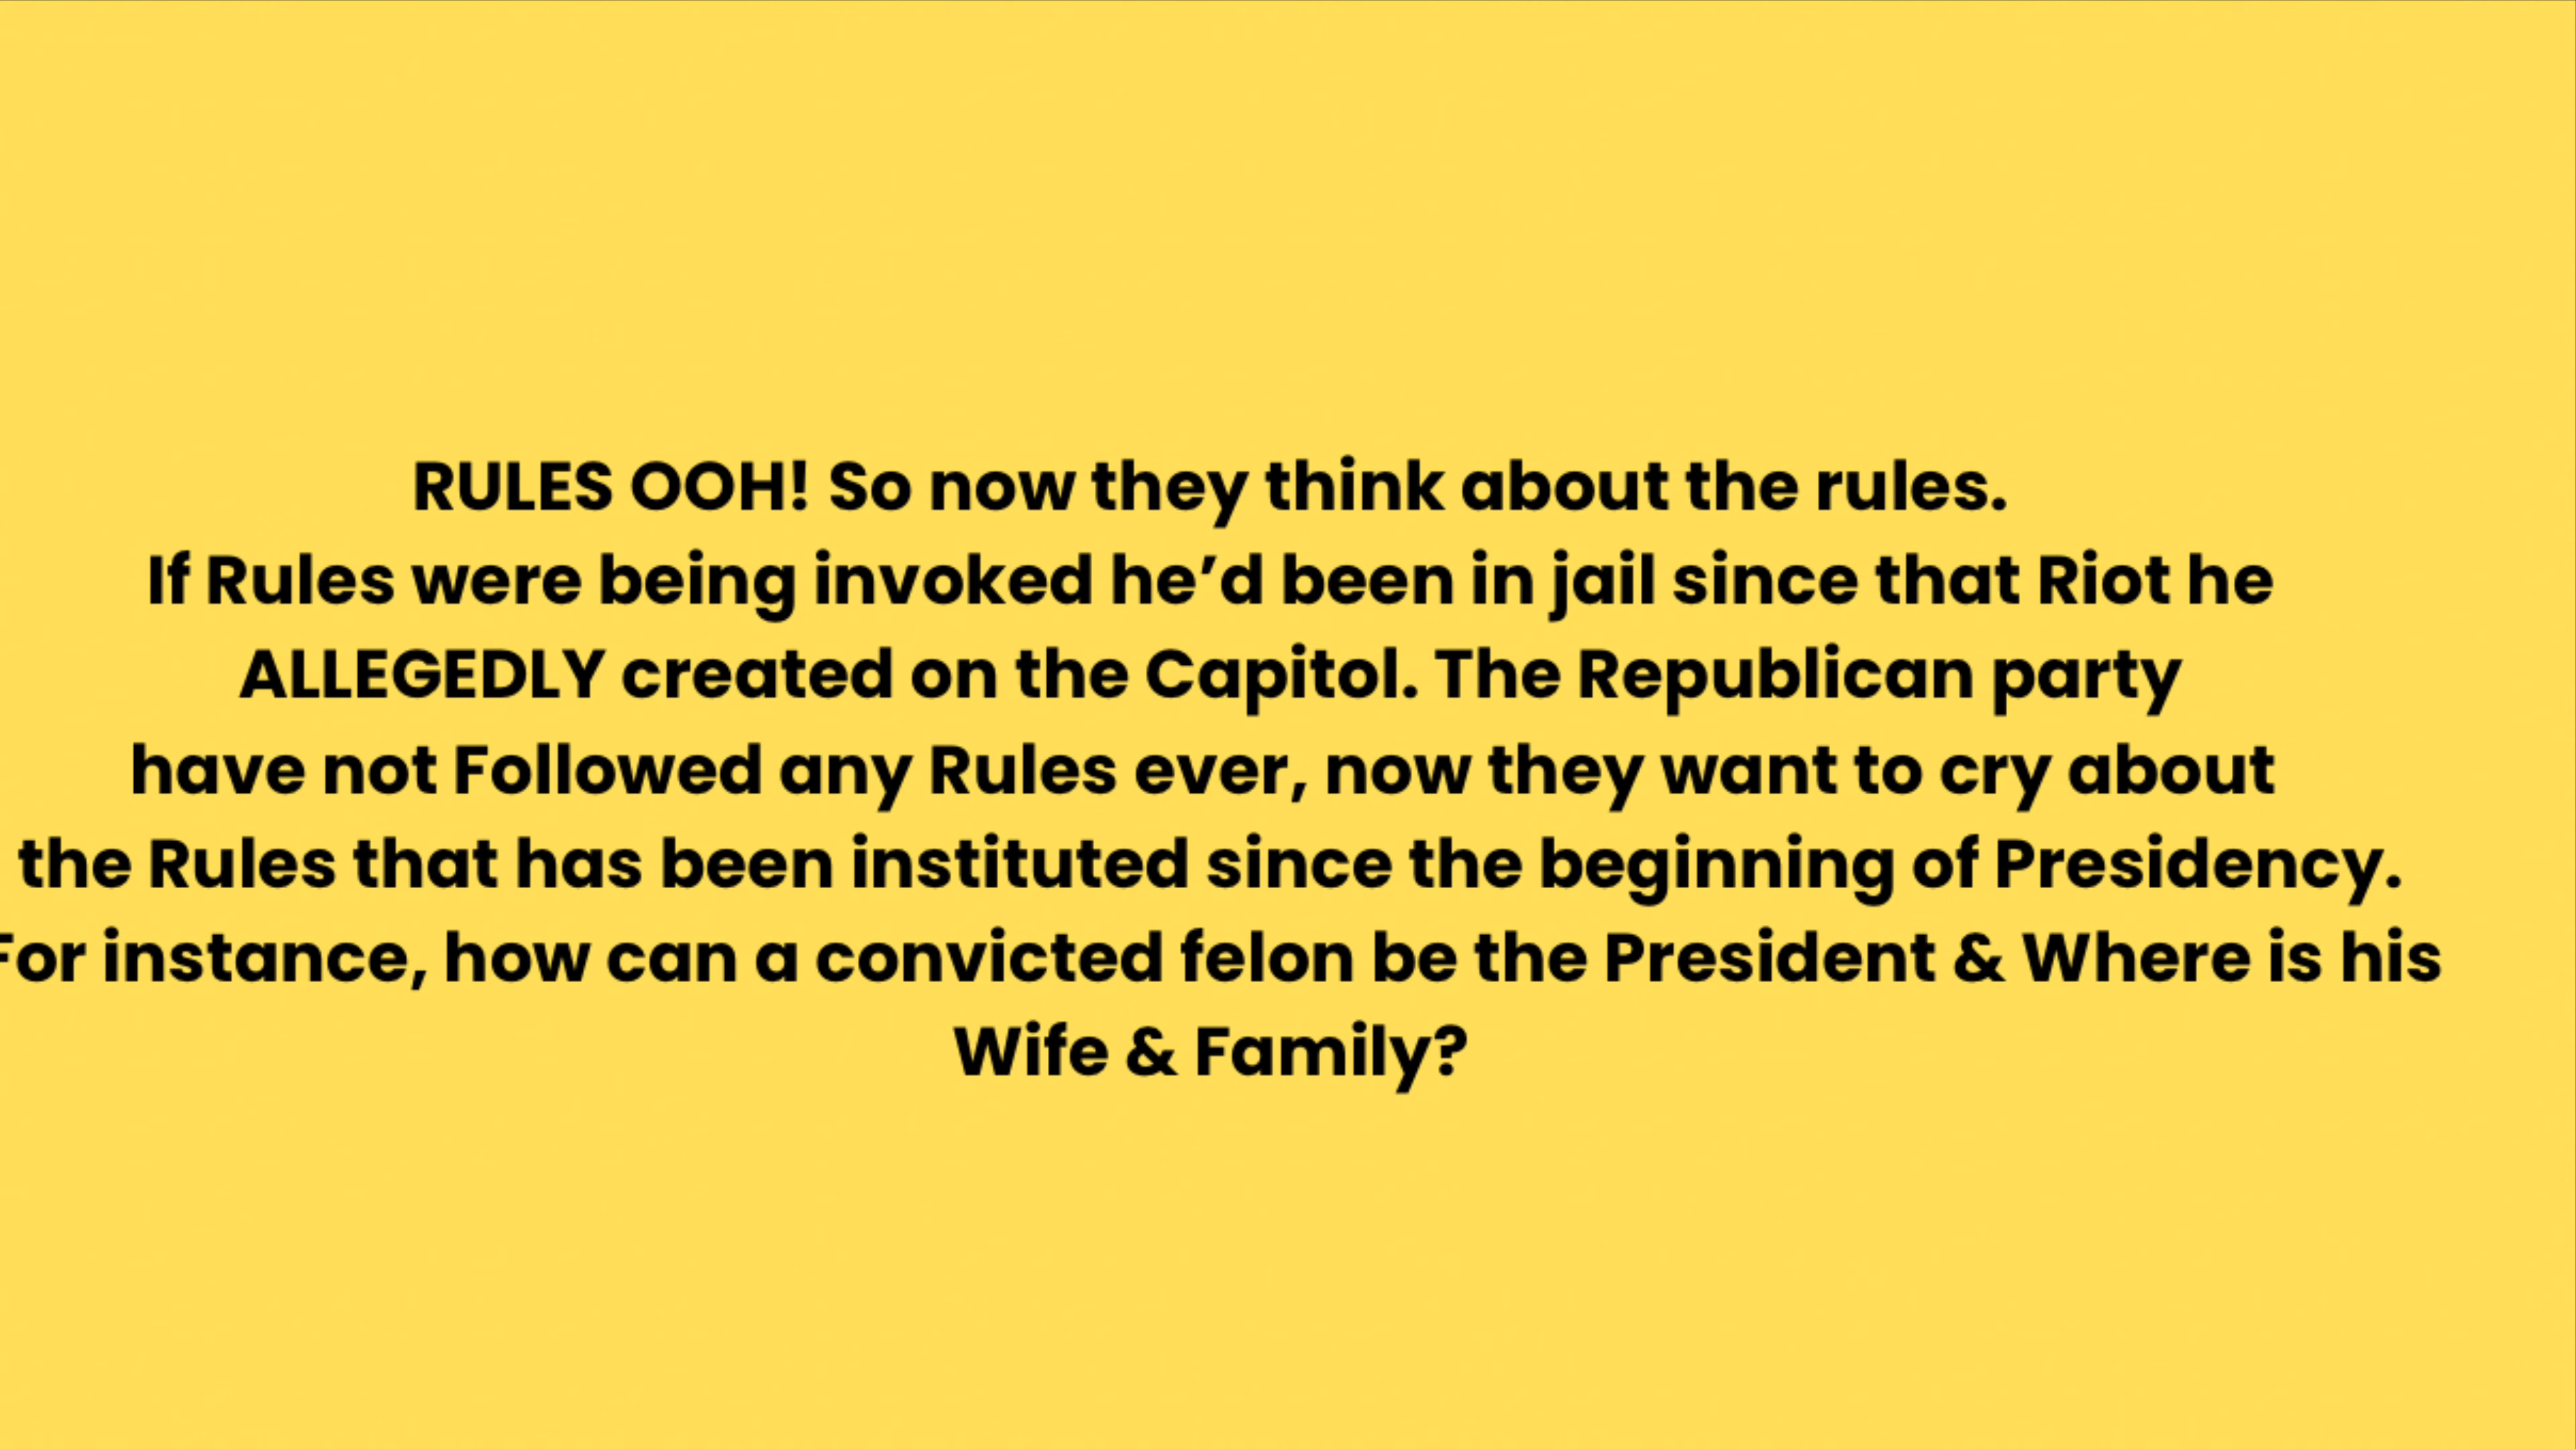 RULES OOH! So now they think about the rules.
If Rules were being invoked he’d been in jail since that Riot he
ALLEGEDLY created on the Capitol. The Republican party
have not Followed any Rules ever, now they want to cry about
the Rules that has been instituted since the beginning of Presidency.
For instance, how can a convicted felon be the President & Where is his
Wife & Family?